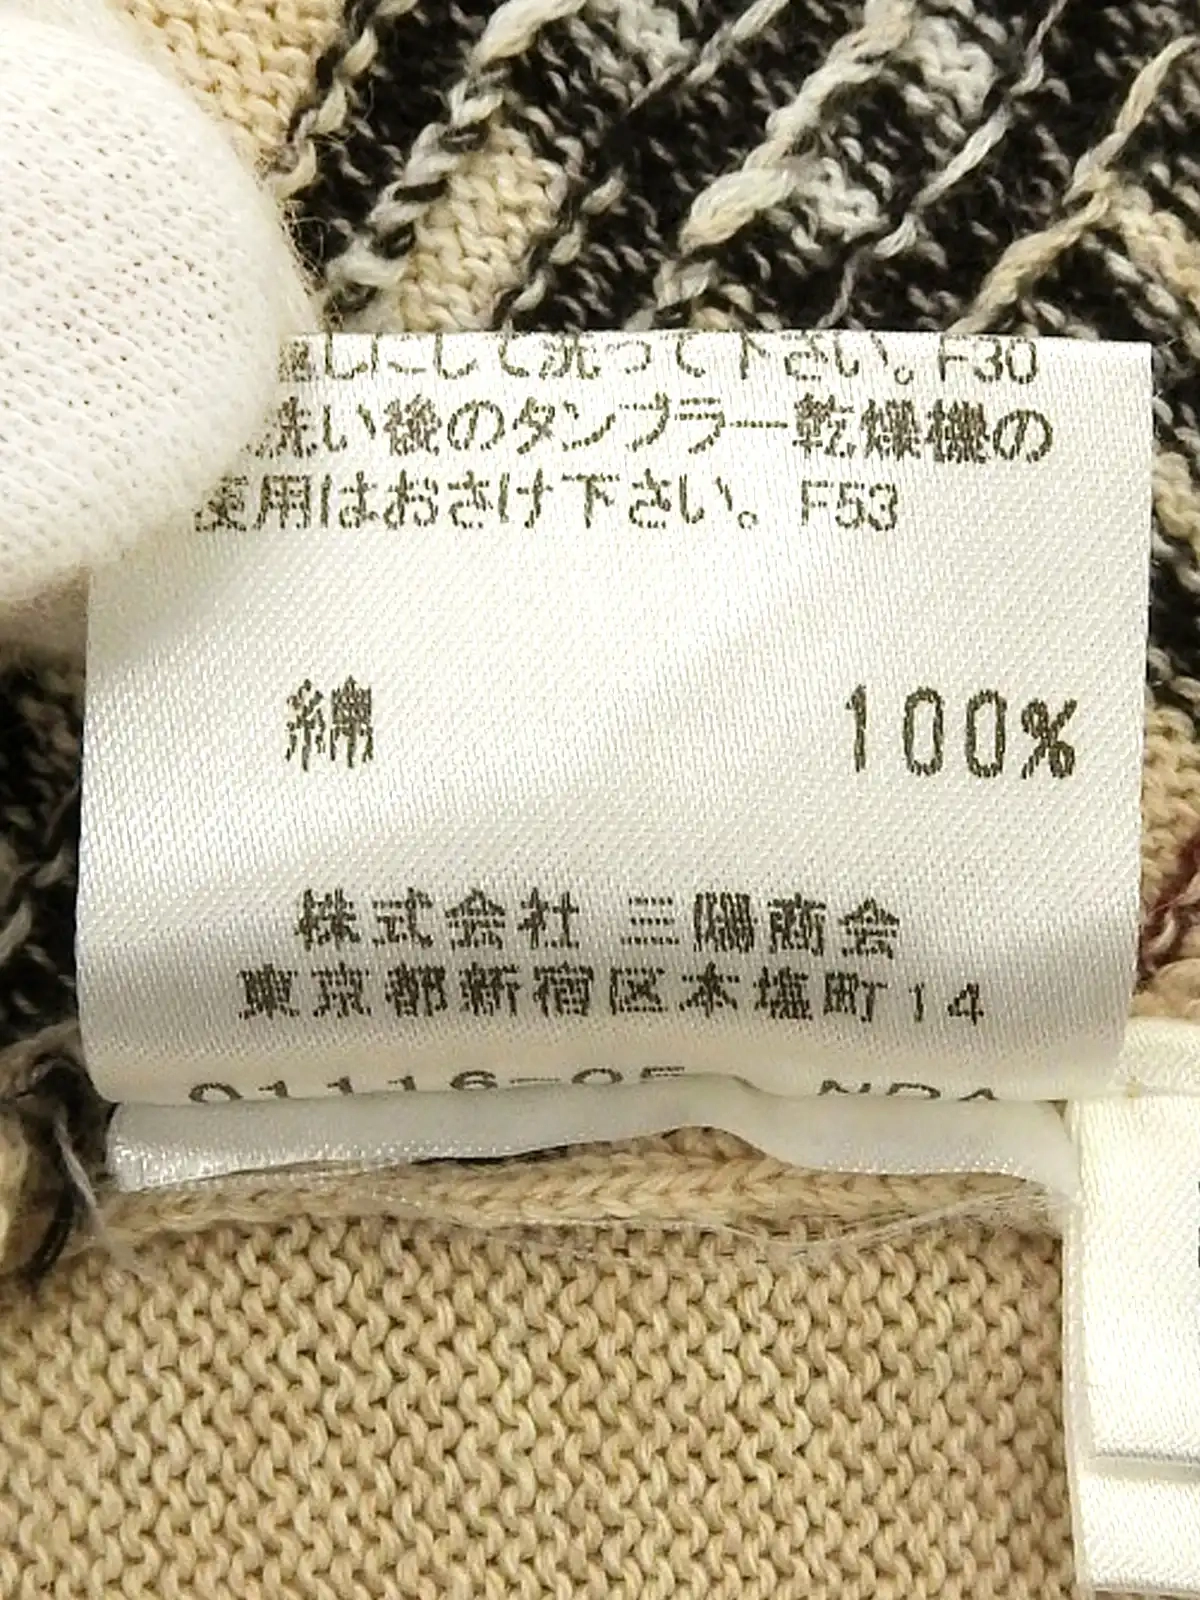 返しにして洗って下さい。F30
洗い後のタンブラー乾燥機の
使用はおさけ下さい。F53
綿 100%
株式会社 三陽商会
東京都新宿区本塩町14
01116-05